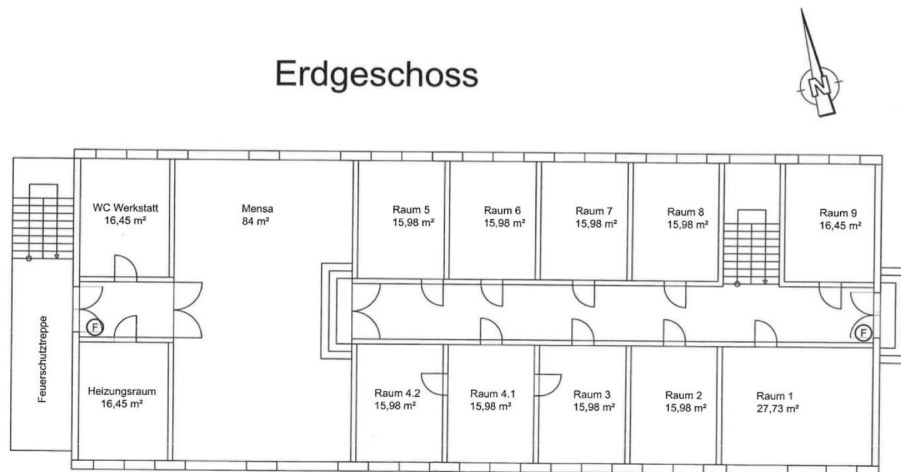 Erdgeschoss
N
WC Werkstatt
16,45 m²
Mensa
84 m²
Raum 5
15,98 m²
Raum 6
15,98 m²
Raum 7
15,98 m²
Raum 8
15,98 m²
Raum 9
16,45 m²
F
F
Feuerschutztreppe
Heizungsraum
16,45 m²
Raum 4.2
15,98 m²
Raum 4.1
15,98 m²
Raum 3
15,98 m²
Raum 2
15,98 m²
Raum 1
27,73 m²